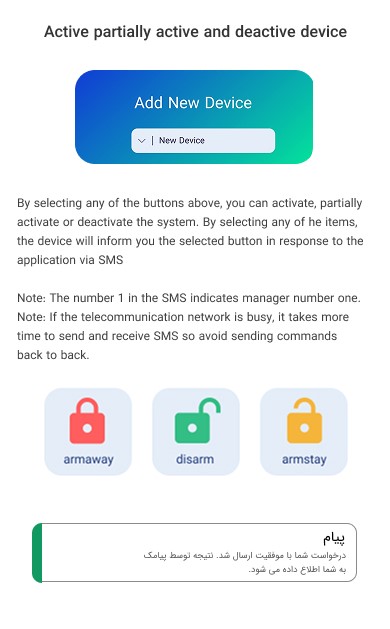 Active partially active and deactive device
Add New Device
New Device
By selecting any of the buttons above, you can activate, partially
activate or deactivate the system. By selecting any of he items,
the device will inform you the selected button in response to the
application via SMS
Note: The number 1 in the SMS indicates manager number one.
Note: If the telecommunication network is busy, it takes more
time to send and receive SMS so avoid sending commands
back to back.
armaway
disarm
armstay
پیام
درخواست شما با موفقیت ارسال شد. نتیجه توسط پیامک
به شما اطلاع داده می شود.